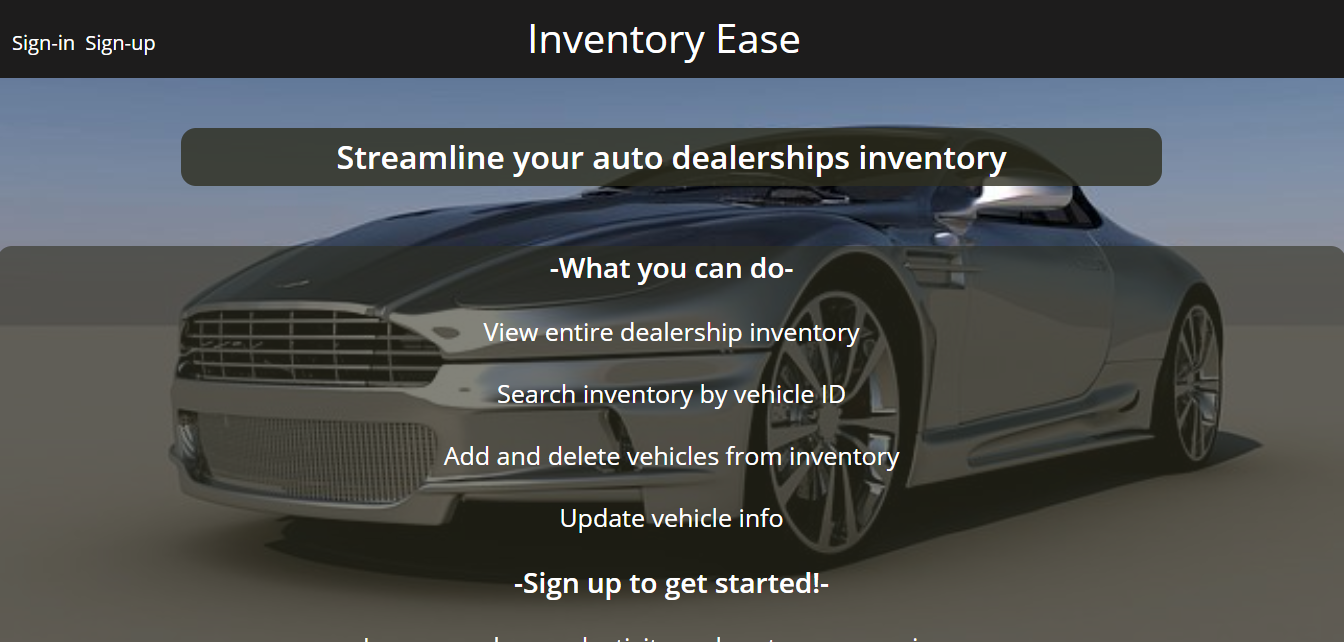 Sign-in Sign-up
Inventory Ease
Streamline your auto dealerships inventory
-What you can do-
View entire dealership inventory
Search inventory by vehicle ID
Add and delete vehicles from inventory
Update vehicle info
-Sign up to get started!-